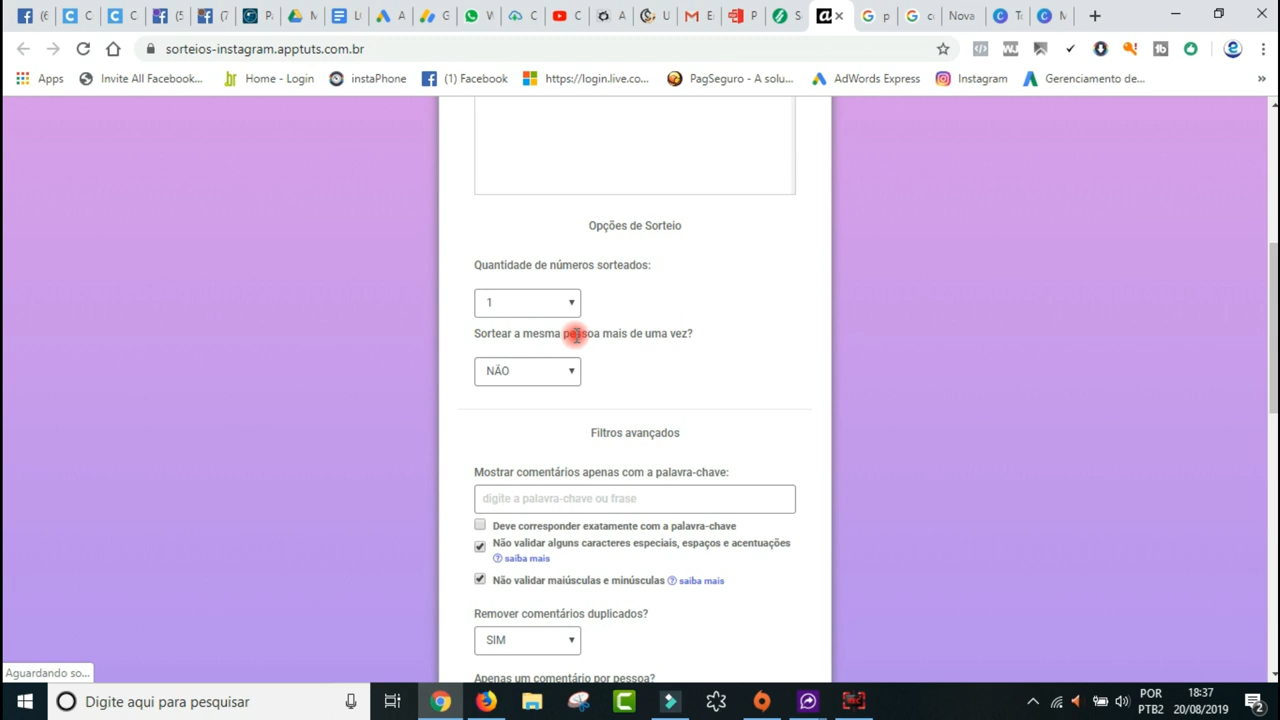 (6 C C (5 (7 P M L A G W C C A U E P S @ p c Nova T M
sorteios-instagram.apptuts.com.br
Apps Invite All Facebook... Home - Login instaPhone (1) Facebook https://login.live.co... PagSeguro - A solu... AdWords Express Instagram Gerenciamento de... »
Opções de Sorteio
Quantidade de números sorteados:
1
Sortear a mesma pessoa mais de uma vez?
NÃO
Filtros avançados
Mostrar comentários apenas com a palavra-chave:
digite a palavra-chave ou frase
Deve corresponder exatamente com a palavra-chave
Não validar alguns caracteres especiais, espaços e acentuações
saiba mais
Não validar maiúsculas e minúsculas saiba mais
Remover comentários duplicados?
SIM
Apenas um comentário por pessoa?
Aguardando so...
Digite aqui para pesquisar
POR 18:37
PTB2 20/08/2019
2